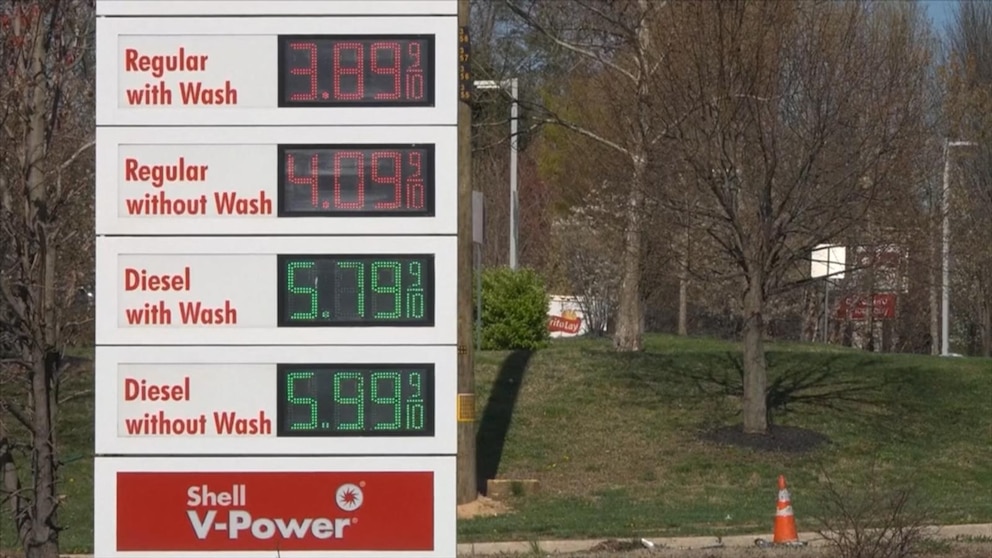 Regular
with Wash
3.89 9/10
Regular
without Wash
4.09 9/10
Diesel
with Wash
5.79 9/10
Diesel
without Wash
5.99 9/10
Shell
V-Power